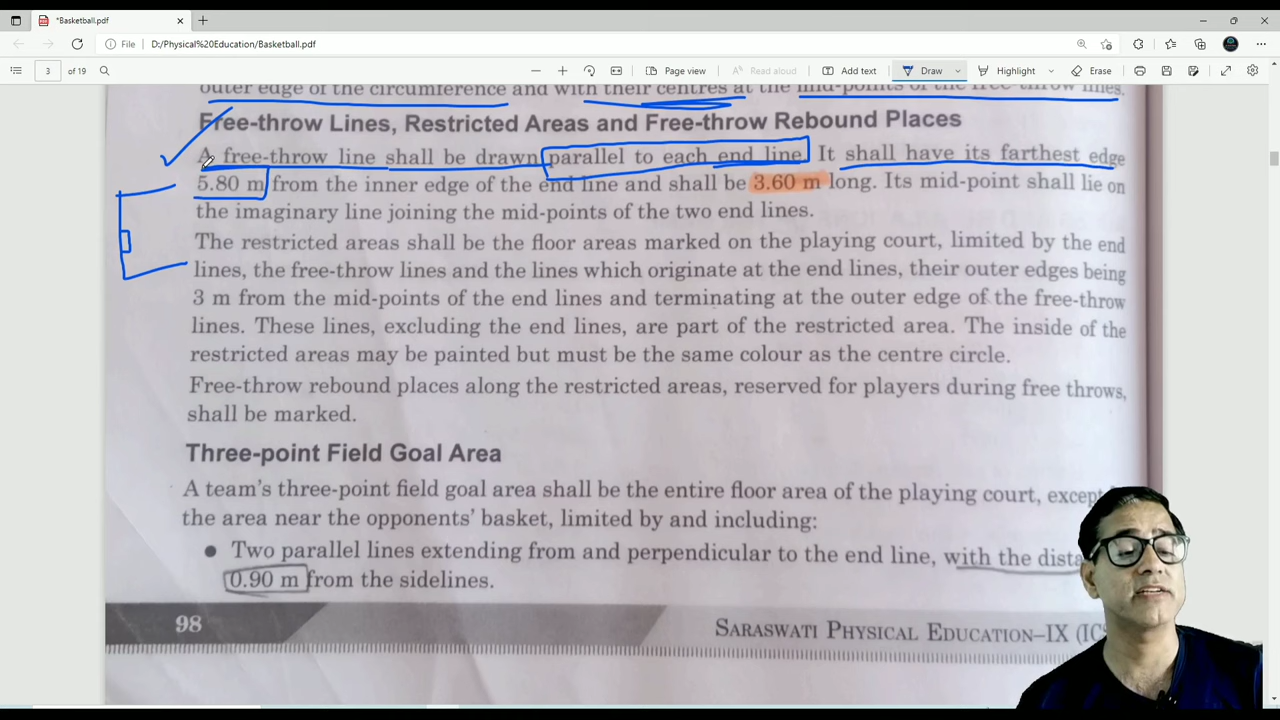 *Basketball.pdf
File D:/Physical%20Education/Basketball.pdf
3 of 19 Page view Read aloud Add text Draw Highlight Erase
outer edge of the circumference and with their centres at the mid-points of the free-throw lines.
Free-throw Lines, Restricted Areas and Free-throw Rebound Places
A free-throw line shall be drawn parallel to each end line. It shall have its farthest edge
5.80 m from the inner edge of the end line and shall be 3.60 m long. Its mid-point shall lie on
the imaginary line joining the mid-points of the two end lines.
The restricted areas shall be the floor areas marked on the playing court, limited by the end
lines, the free-throw lines and the lines which originate at the end lines, their outer edges being
3 m from the mid-points of the end lines and terminating at the outer edge of the free-throw
lines. These lines, excluding the end lines, are part of the restricted area. The inside of the
restricted areas may be painted but must be the same colour as the centre circle.
Free-throw rebound places along the restricted areas, reserved for players during free throws,
shall be marked.
Three-point Field Goal Area
A team's three-point field goal area shall be the entire floor area of the playing court, except
the area near the opponents' basket, limited by and including:
● Two parallel lines extending from and perpendicular to the end line, with the dista
0.90 m from the sidelines.
98 SARASWATI PHYSICAL EDUCATION–IX (IC